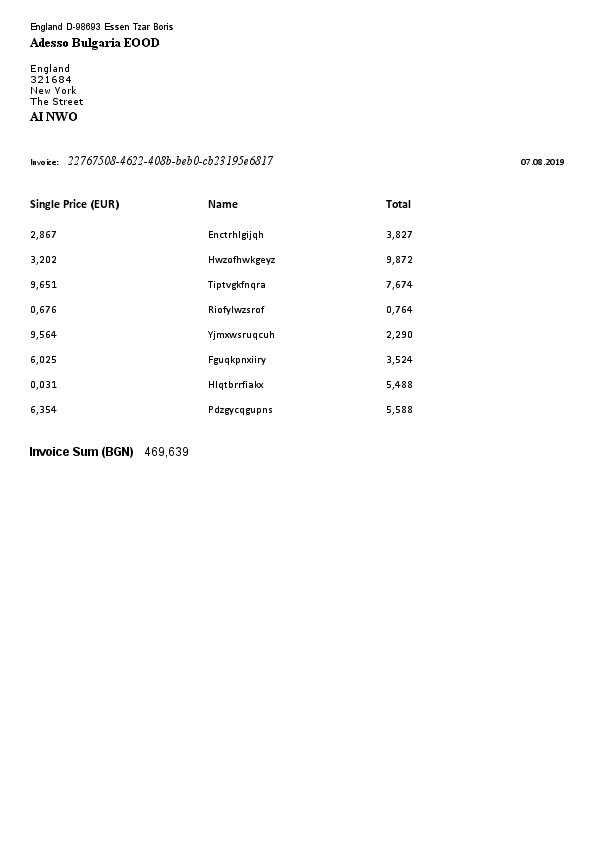 England D-98693 Essen Tzar Boris
Adesso Bulgaria EOOD
England
321684
New York
The Street
AI NWO
Invoice: 22767508-4622-408b-beb0-cb23195e6817 07.08.2019
Single Price (EUR) Name Total
2,867 Enctrhlgijqh 3,827
3,202 Hwzofhwkgeyz 9,872
9,651 Tiptvgkfnqra 7,674
0,676 Riofylwzsrof 0,764
9,564 Yjmxwsruqcuh 2,290
6,025 Fguqkpnxiiry 3,524
0,031 Hlqtbrrfiakx 5,488
6,354 Pdzgycqgupns 5,588
Invoice Sum (BGN) 469,639